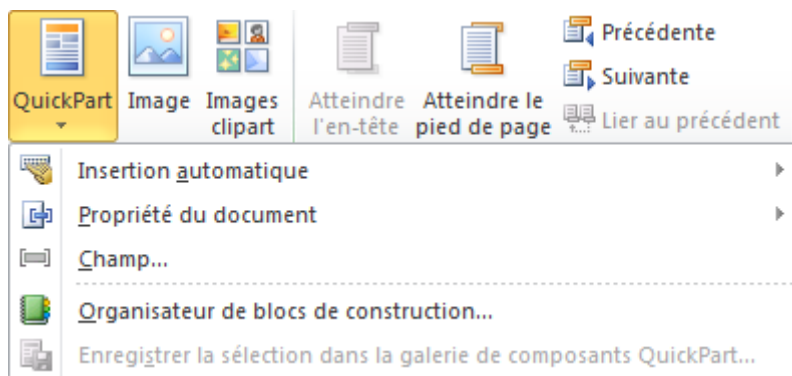 QuickPart
Image
Images
clipart
Atteindre
l'en-tête
Atteindre le
pied de page
Précédente
Suivante
Lier au précédent
Insertion automatique
Propriété du document
Champ...
Organisateur de blocs de construction...
Enregistrer la sélection dans la galerie de composants QuickPart...